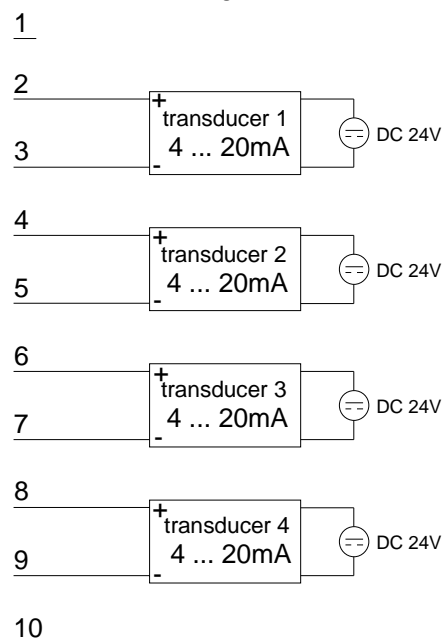 1
2
+
transducer 1
DC 24V
4 ... 20mA
3
-
4
+
transducer 2
DC 24V
4 ... 20mA
5
-
6
+
transducer 3
DC 24V
4 ... 20mA
7
-
8
+
transducer 4
DC 24V
4 ... 20mA
9
-
10